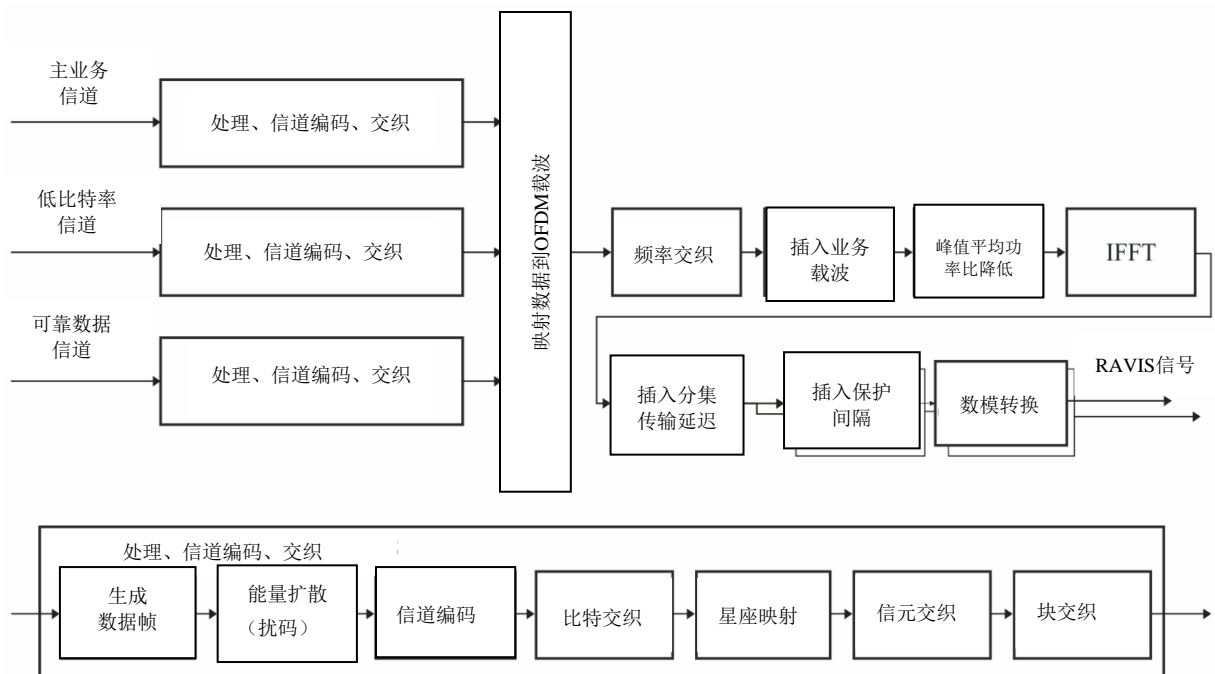 主业务
信道
处理、信道编码、交织
低比特率
信道
处理、信道编码、交织
可靠数据
信道
处理、信道编码、交织
映射数据到OFDM载波
频率交织
插入业务
载波
峰值平均功
率比降低
IFFT
插入分集
传输延迟
插入保护
间隔
数模转换
RAVIS信号
处理、信道编码、交织
生成
数据帧
能量扩散
（扰码）
信道编码
比特交织
星座映射
信元交织
块交织